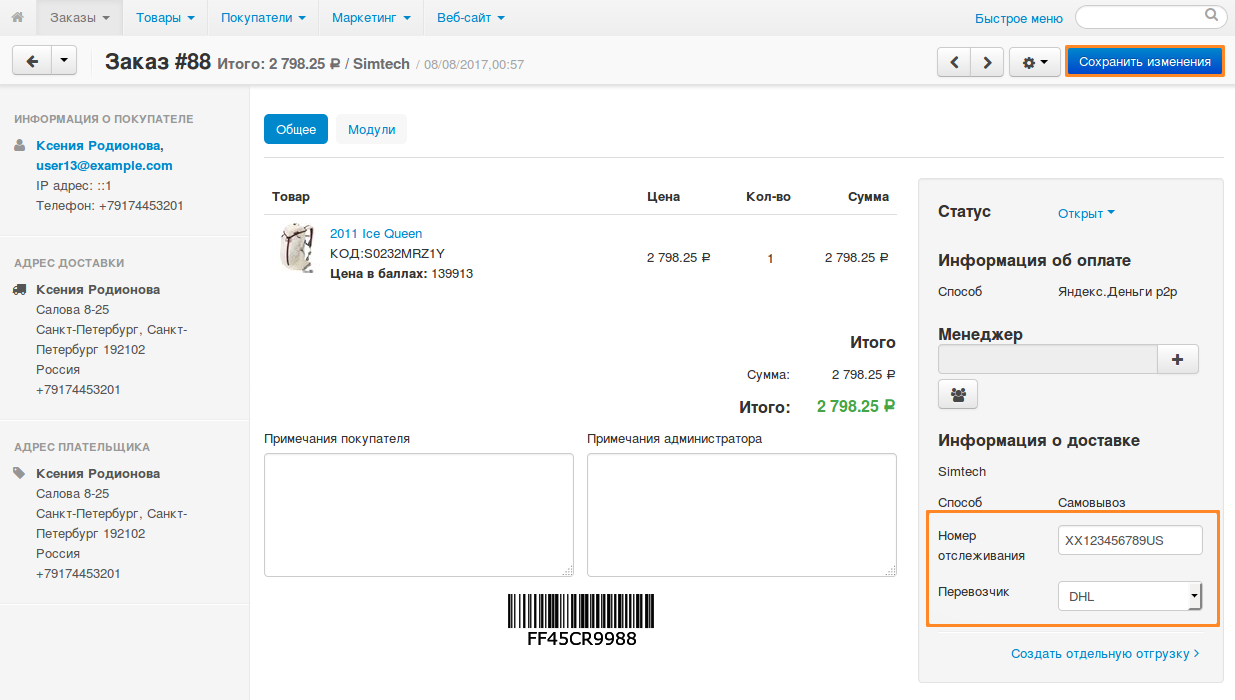 Заказы
Товары
Покупатели
Маркетинг
Веб-сайт
Быстрое меню
Заказ #88 Итого: 2 798.25 ₽ / Simtech / 08/08/2017,00:57
Сохранить изменения
ИНФОРМАЦИЯ О ПОКУПАТЕЛЕ
Ксения Родионова,
user13@example.com
IP адрес: ::1
Телефон: +79174453201
АДРЕС ДОСТАВКИ
Ксения Родионова
Салова 8-25
Санкт-Петербург, Санкт-
Петербург 192102
Россия
+79174453201
АДРЕС ПЛАТЕЛЬЩИКА
Ксения Родионова
Салова 8-25
Санкт-Петербург, Санкт-
Петербург 192102
Россия
+79174453201
Общее
Модули
Товар Цена Кол-во Сумма
2011 Ice Queen
КОД:S0232MRZ1Y
Цена в баллах: 139913
2 798.25 ₽ 1 2 798.25 ₽
Итого
Сумма: 2 798.25 ₽
Итого: 2 798.25 ₽
Примечания покупателя
Примечания администратора
FF45CR9988
Статус Открыт
Информация об оплате
Способ Яндекс.Деньги p2p
Менеджер
Информация о доставке
Simtech
Способ Самовывоз
Номер
отслеживания
XX123456789US
Перевозчик DHL
Создать отдельную отгрузку